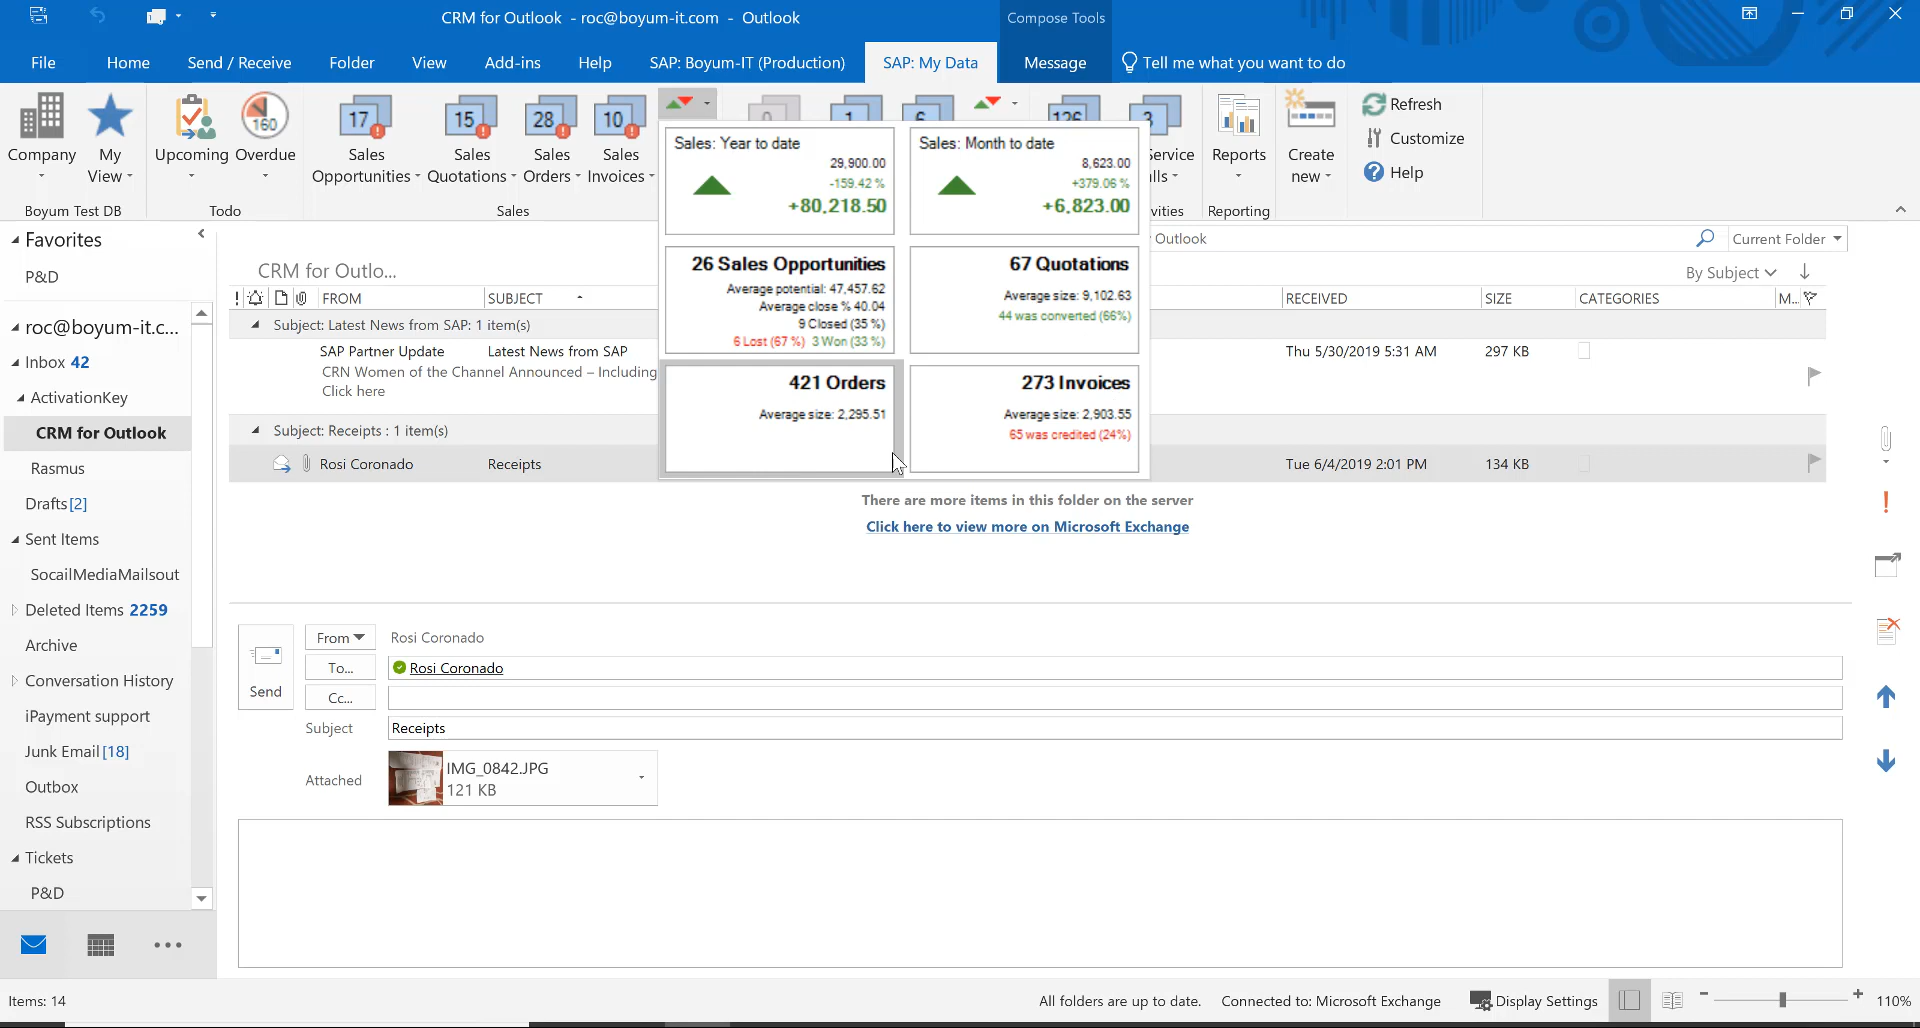 CRM for Outlook - roc@boyum-it.com - Outlook
Compose Tools
File Home Send / Receive Folder View Add-ins Help SAP: Boyum-IT (Production) SAP: My Data Message Tell me what you want to do
Company
My View
Boyum Test DB
Upcoming
160
Overdue
Todo
17
Sales Opportunities
15
Sales Quotations
28
Sales Orders
10
Sales Invoices
Sales
0
1
6
126
3
Reports
Reporting
Create new
Refresh
Customize
Help
Sales: Year to date
29,900.00
-159.42 %
+80,218.50
Sales: Month to date
8,623.00
+379.06 %
+6,823.00
26 Sales Opportunities
Average potential: 47,457.62
Average close % 40.04
9 Closed (35 %)
6 Lost (67 %) 3 Won (33 %)
67 Quotations
Average size: 9,102.63
44 was converted (66%)
421 Orders
Average size: 2,295.51
273 Invoices
Average size: 2,903.55
65 was credited (24%)
Favorites
P&D
roc@boyum-it.c...
Inbox 42
ActivationKey
CRM for Outlook
Rasmus
Drafts [2]
Sent Items
SocailMediaMailsout
Deleted Items 2259
Archive
Conversation History
iPayment support
Junk Email [18]
Outbox
RSS Subscriptions
Tickets
P&D
Outlook
Current Folder
CRM for Outlo...
By Subject
! FROM SUBJECT RECEIVED SIZE CATEGORIES M...
Subject: Latest News from SAP: 1 item(s)
SAP Partner Update Latest News from SAP Thu 5/30/2019 5:31 AM 297 KB
CRN Women of the Channel Announced – Including
Click here
Subject: Receipts : 1 item(s)
Rosi Coronado Receipts Tue 6/4/2019 2:01 PM 134 KB
There are more items in this folder on the server
Click here to view more on Microsoft Exchange
Send
From Rosi Coronado
To... Rosi Coronado
Cc...
Subject Receipts
Attached IMG_0842.JPG
121 KB
Items: 14 All folders are up to date. Connected to: Microsoft Exchange Display Settings 110%